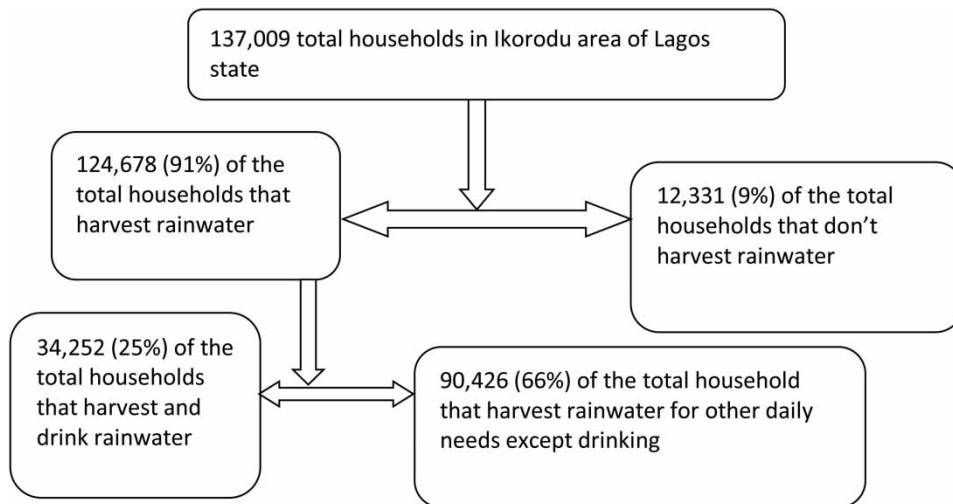 137,009 total households in Ikorodu area of Lagos
state
124,678 (91%) of the
total households that
harvest rainwater
12,331 (9%) of the total
households that don’t
harvest rainwater
34,252 (25%) of the
total households
that harvest and
drink rainwater
90,426 (66%) of the total household
that harvest rainwater for other daily
needs except drinking